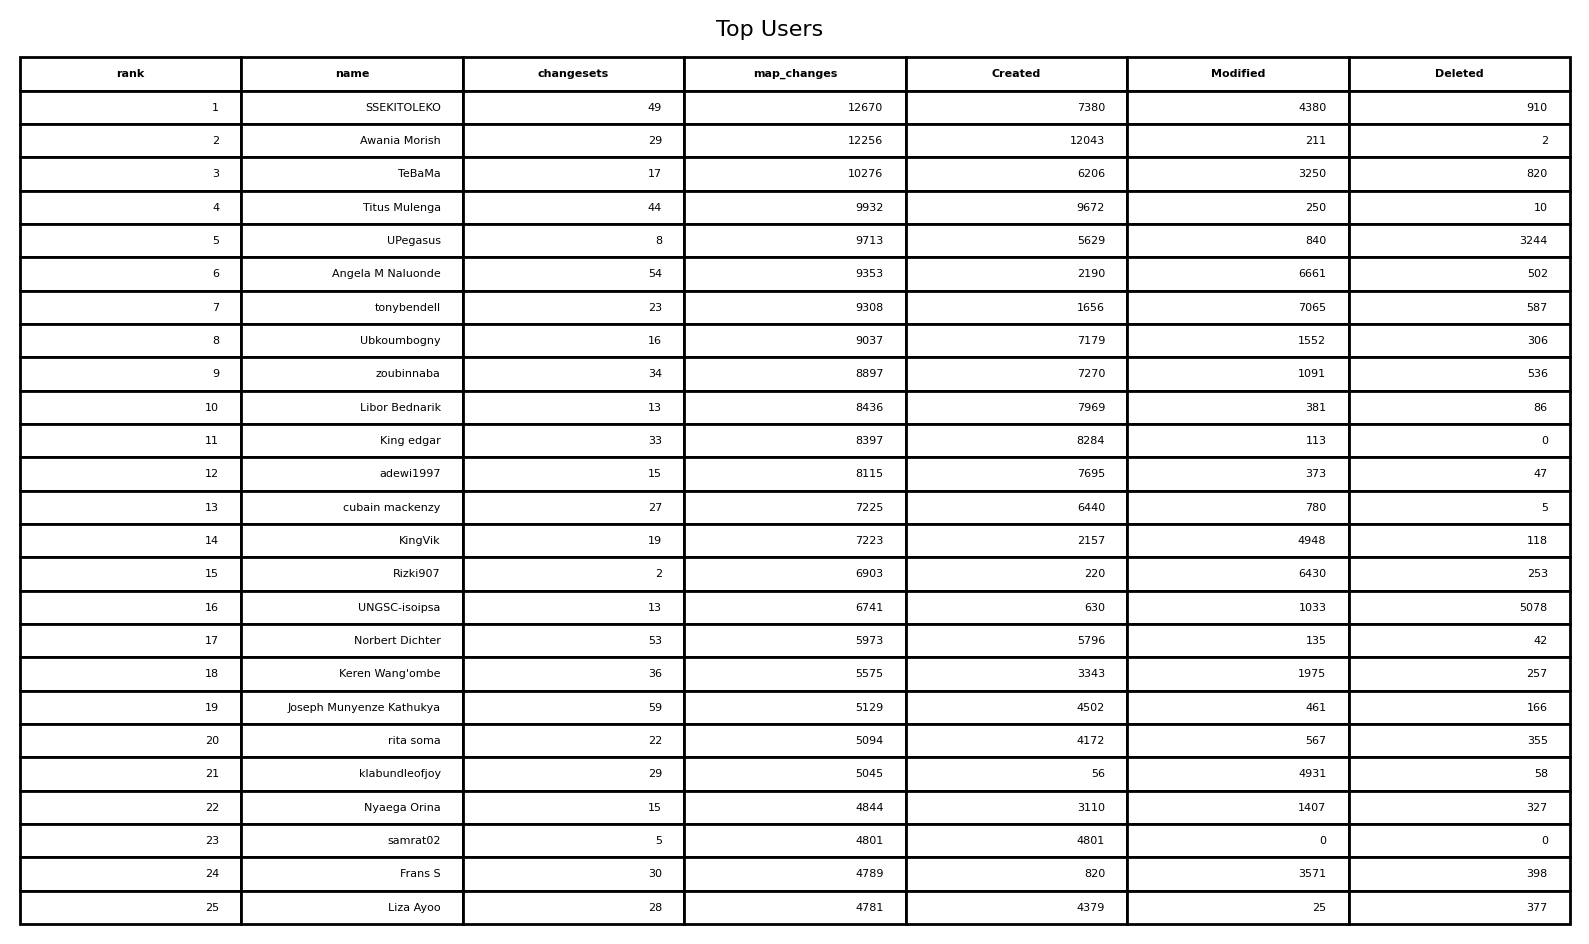 Top Users
rank name changesets map_changes Created Modified Deleted
1 SSEKITOLEKO 49 12670 7380 4380 910
2 Awania Morish 29 12256 12043 211 2
3 TeBaMa 17 10276 6206 3250 820
4 Titus Mulenga 44 9932 9672 250 10
5 UPegasus 8 9713 5629 840 3244
6 Angela M Naluonde 54 9353 2190 6661 502
7 tonybendell 23 9308 1656 7065 587
8 Ubkoumbogny 16 9037 7179 1552 306
9 zoubinnaba 34 8897 7270 1091 536
10 Libor Bednarik 13 8436 7969 381 86
11 King edgar 33 8397 8284 113 0
12 adewi1997 15 8115 7695 373 47
13 cubain mackenzy 27 7225 6440 780 5
14 KingVik 19 7223 2157 4948 118
15 Rizki907 2 6903 220 6430 253
16 UNGSC-isoipsa 13 6741 630 1033 5078
17 Norbert Dichter 53 5973 5796 135 42
18 Keren Wang'ombe 36 5575 3343 1975 257
19 Joseph Munyenze Kathukya 59 5129 4502 461 166
20 rita soma 22 5094 4172 567 355
21 klabundleofjoy 29 5045 56 4931 58
22 Nyaega Orina 15 4844 3110 1407 327
23 samrat02 5 4801 4801 0 0
24 Frans S 30 4789 820 3571 398
25 Liza Ayoo 28 4781 4379 25 377